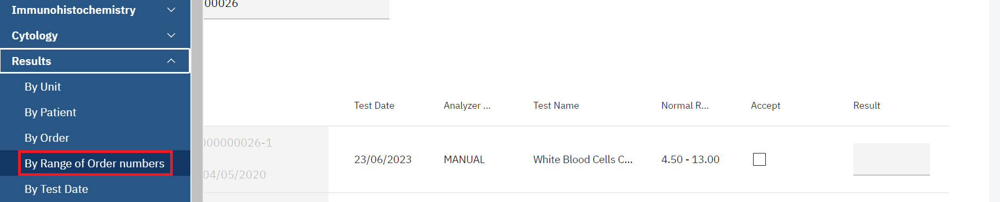 Immunohistochemistry
Cytology
Results
By Unit
By Patient
By Order
By Range of Order numbers
By Test Date
00026
Test Date Analyzer ... Test Name Normal R... Accept Result
000000026-1
23/06/2023 MANUAL White Blood Cells C... 4.50 - 13.00
04/05/2020